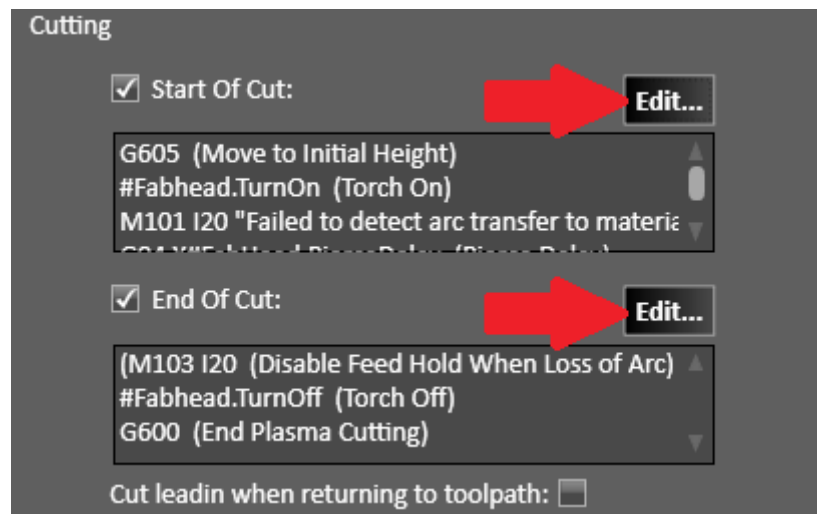 Cutting
Start Of Cut: Edit...
G605 (Move to Initial Height)
#Fabhead.TurnOn (Torch On)
M101 I20 "Failed to detect arc transfer to materia
End Of Cut: Edit...
(M103 I20 (Disable Feed Hold When Loss of Arc)
#Fabhead.TurnOff (Torch Off)
G600 (End Plasma Cutting)
Cut leadin when returning to toolpath: